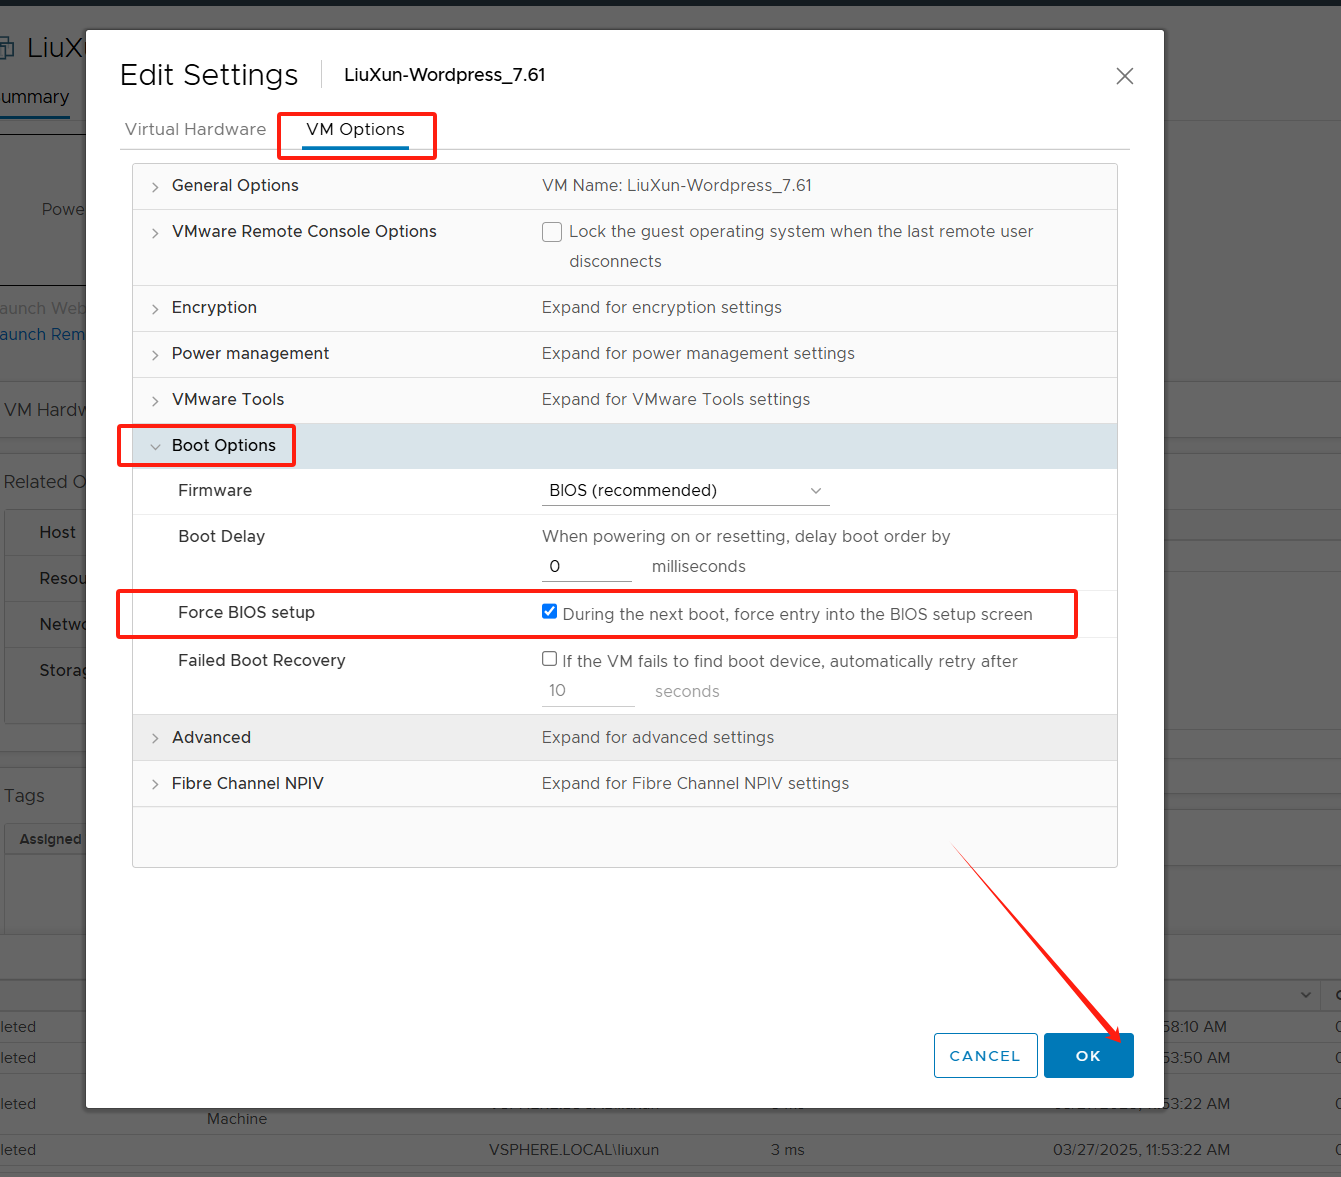 LiuX
Edit Settings
LiuXun-Wordpress_7.61
ummary
Virtual Hardware
VM Options
General Options
VM Name: LiuXun-Wordpress_7.61
Powe
VMware Remote Console Options
Lock the guest operating system when the last remote user
disconnects
aunch Web
Encryption
Expand for encryption settings
aunch Rem
Power management
Expand for power management settings
VMware Tools
Expand for VMware Tools settings
VM Hardw
Boot Options
Related O
Firmware
BIOS (recommended)
Host
Boot Delay
When powering on or resetting, delay boot order by
0
milliseconds
Resou
Force BIOS setup
During the next boot, force entry into the BIOS setup screen
Netwo
Failed Boot Recovery
If the VM fails to find boot device, automatically retry after
10
seconds
Storag
Advanced
Expand for advanced settings
Fibre Channel NPIV
Expand for Fibre Channel NPIV settings
Tags
Assigned
CANCEL
OK
leted
58:10 AM
leted
53:50 AM
leted
53:22 AM
Machine
leted
VSPHERE.LOCAL\liuxun
3 ms
03/27/2025, 11:53:22 AM